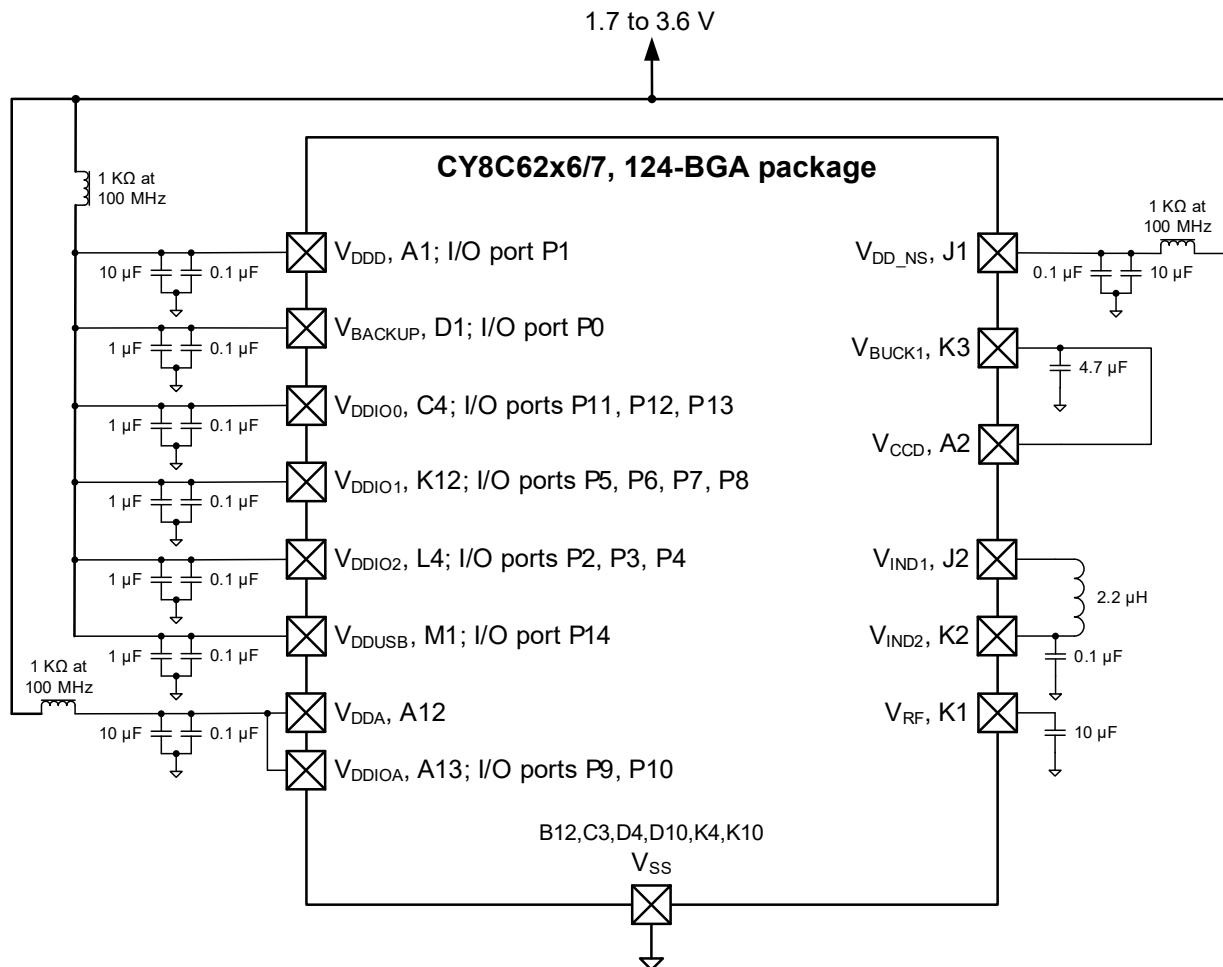 1.7 to 3.6 V
CY8C62x6/7, 124-BGA package
1 KΩ at
100 MHz
1 KΩ at
100 MHz
VDDD, A1; I/O port P1
VDD_NS, J1
10 µF
0.1 µF
0.1 µF
10 µF
VBACKUP, D1; I/O port P0
VBUCK1, K3
1 µF
0.1 µF
4.7 µF
VDDIO0, C4; I/O ports P11, P12, P13
1 µF
0.1 µF
VCCD, A2
VDDIO1, K12; I/O ports P5, P6, P7, P8
1 µF
0.1 µF
VDDIO2, L4; I/O ports P2, P3, P4
VIND1, J2
1 µF
0.1 µF
2.2 µH
VDDUSB, M1; I/O port P14
VIND2, K2
1 µF
0.1 µF
0.1 µF
1 KΩ at
100 MHz
VDDA, A12
VRF, K1
10 µF
0.1 µF
10 µF
VDDIOA, A13; I/O ports P9, P10
B12,C3,D4,D10,K4,K10
VSS